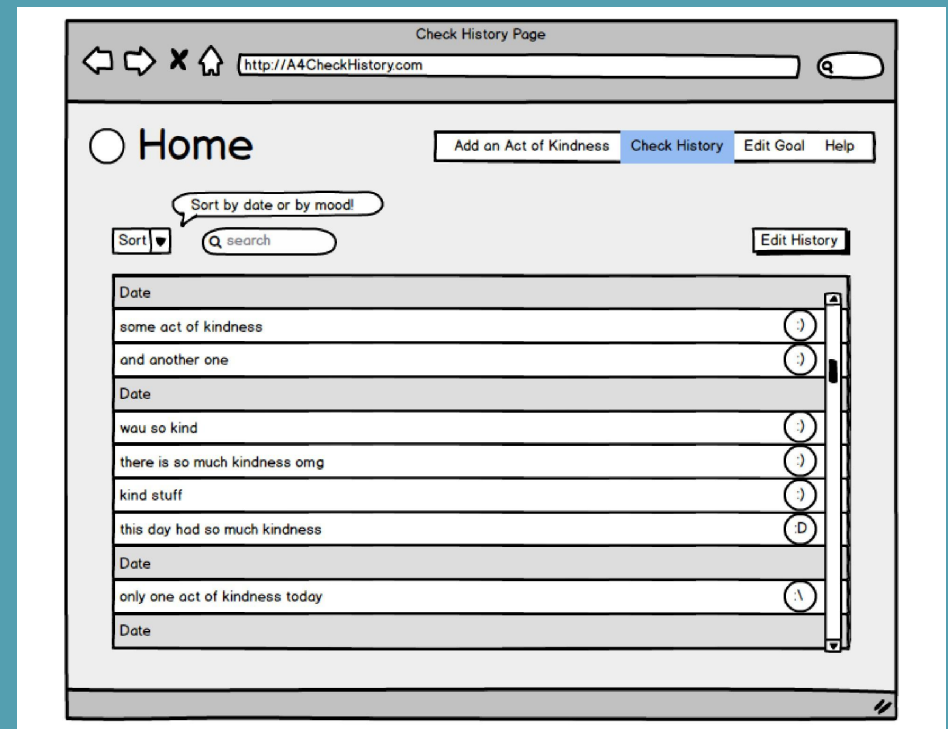 Check History Page
http://A4CheckHistory.com
Home
Add an Act of Kindness Check History Edit Goal Help
Sort by date or by mood!
Sort search Edit History
Date
some act of kindness :)
and another one :)
Date
wau so kind :)
there is so much kindness omg :)
kind stuff :)
this day had so much kindness :D
Date
only one act of kindness today :\
Date